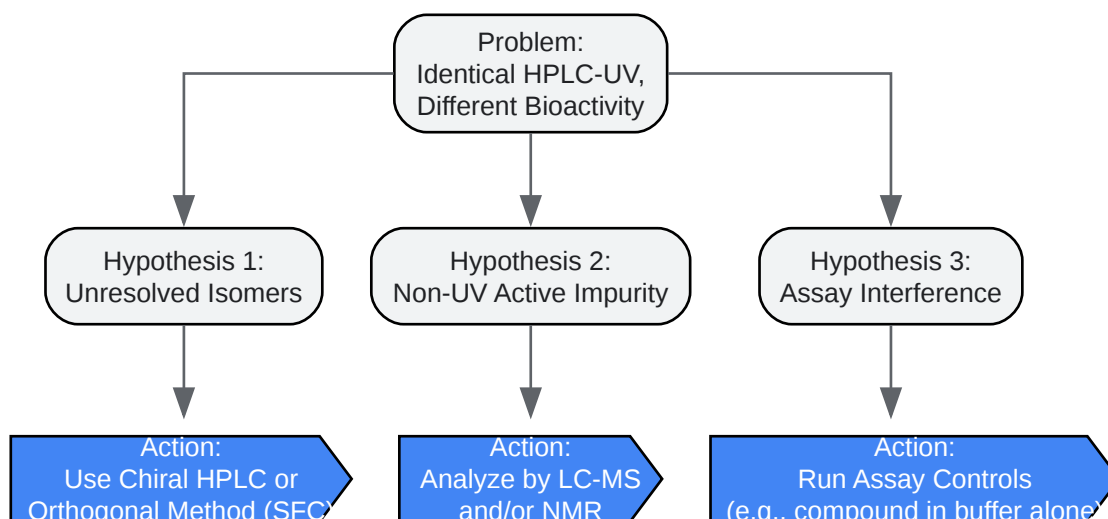 Problem:
Identical HPLC-UV,
Different Bioactivity
Hypothesis 1:
Unresolved Isomers
Hypothesis 2:
Non-UV Active Impurity
Hypothesis 3:
Assay Interference
Action:
Use Chiral HPLC or
Orthogonal Method (SFC)
Action:
Analyze by LC-MS
and/or NMR
Action:
Run Assay Controls
(e.g., compound in buffer alone)